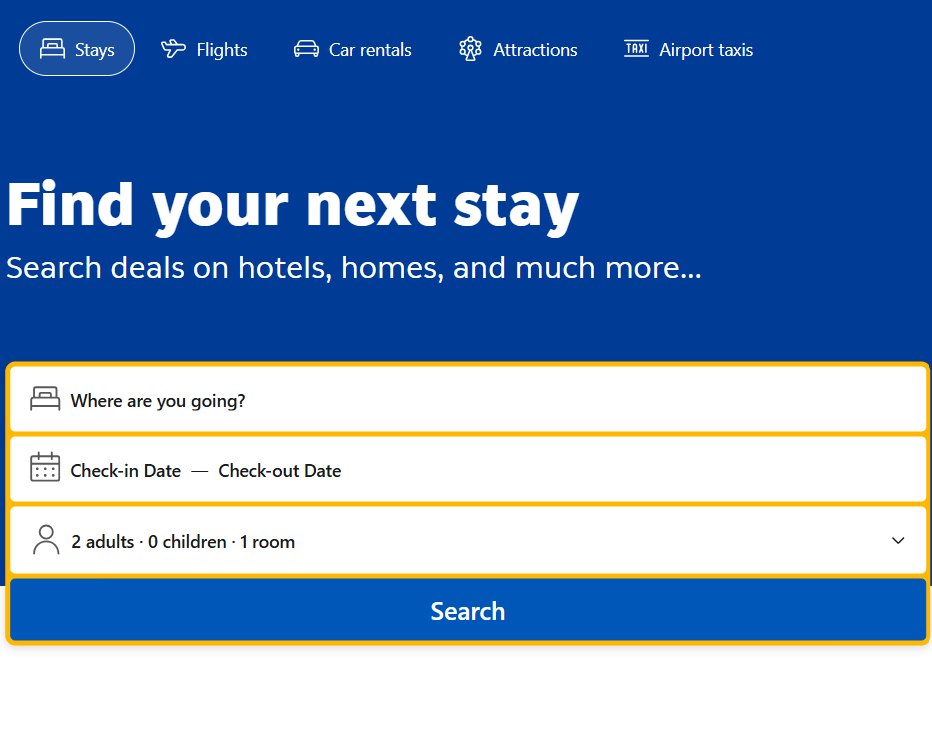 Stays Flights Car rentals Attractions TAXI Airport taxis
Find your next stay
Search deals on hotels, homes, and much more...
Where are you going?
Check-in Date — Check-out Date
2 adults · 0 children · 1 room
Search